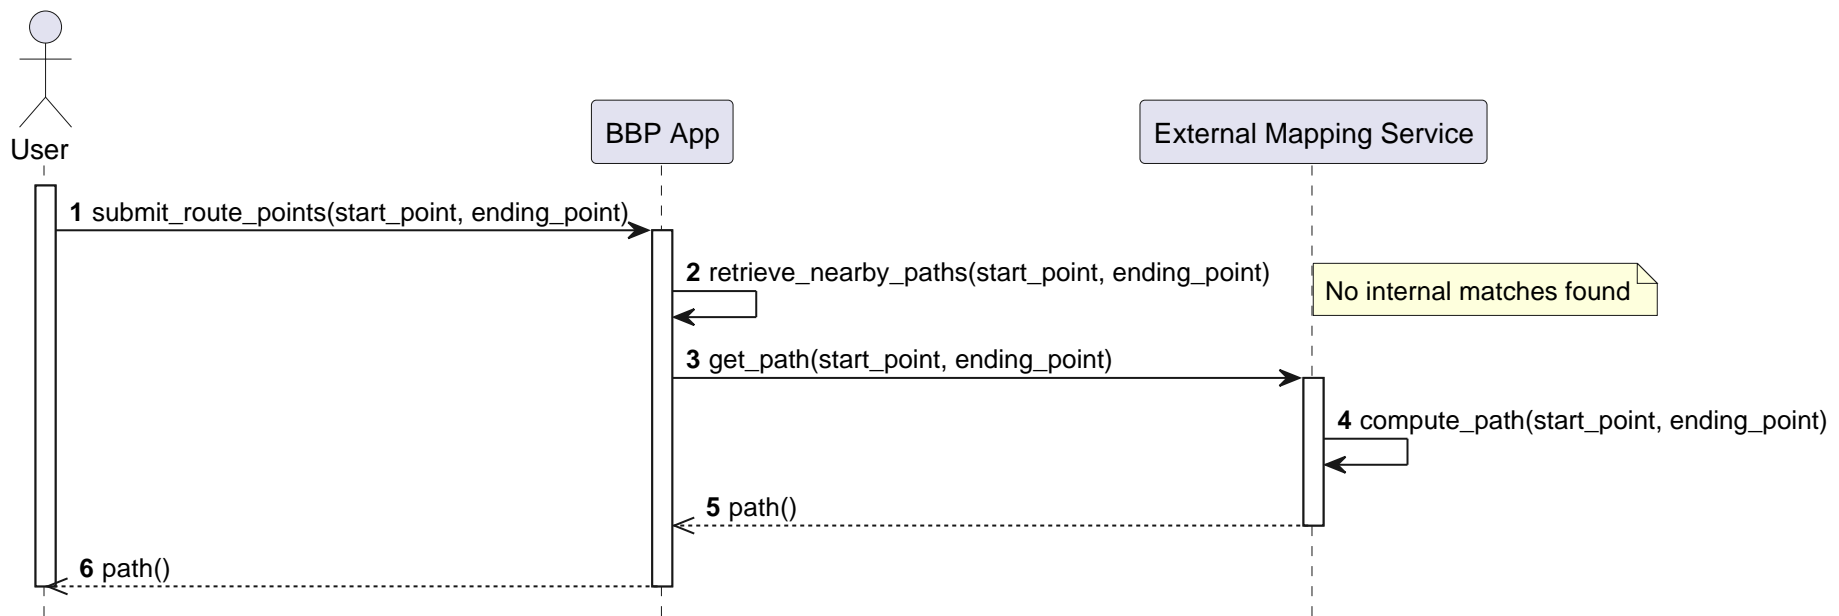 User
BBP App
External Mapping Service
1 submit_route_points(start_point, ending_point)
2 retrieve_nearby_paths(start_point, ending_point)
No internal matches found
3 get_path(start_point, ending_point)
4 compute_path(start_point, ending_point)
5 path()
6 path()